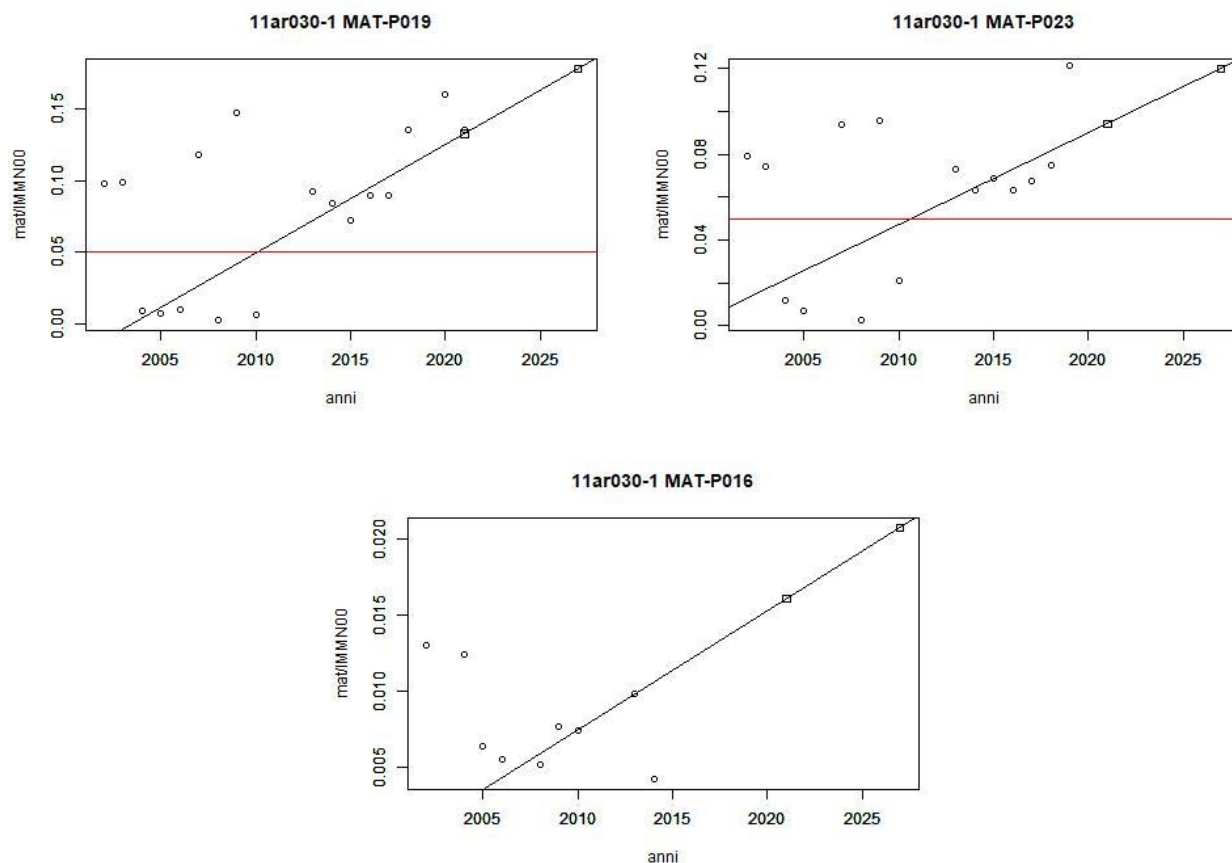 11ar030-1 MAT-P019
mat/IMMN00
0.00 0.05 0.10 0.15
2005 2010 2015 2020 2025
anni
11ar030-1 MAT-P023
mat/IMMN00
0.00 0.04 0.08 0.12
2005 2010 2015 2020 2025
anni
11ar030-1 MAT-P016
mat/IMMN00
0.005 0.010 0.015 0.020
2005 2010 2015 2020 2025
anni